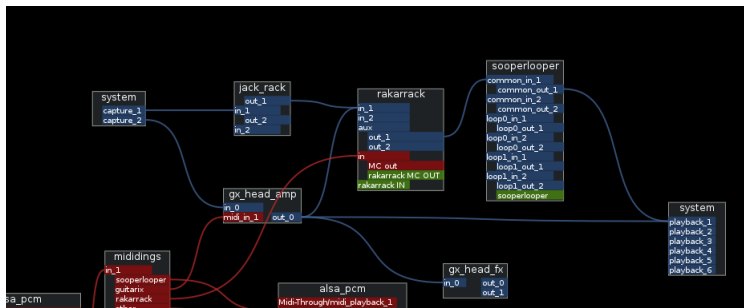 system
capture_1
capture_2
jack_rack
out_1
in_1
out_2
in_2
rakarrack
in_1
in_2
aux
out_1
out_2
in
MC out
rakarrack MC OUT
rakarrack IN
sooperlooper
common_in_1
common_out_1
common_in_2
common_out_2
loop0_in_1
loop0_out_1
loop0_in_2
loop0_out_2
loop1_in_1
loop1_out_1
loop1_in_2
loop1_out_2
sooperlooper
gx_head_amp
in_0
midi_in_1 out_0
system
playback_1
playback_2
playback_3
playback_4
playback_5
playback_6
mididings
in_1
sooperlooper
guitarix
rakarrack
gx_head_fx
in_0 out_0
out_1
alsa_pcm
Midi-Through/midi_playback_1
sa_pcm